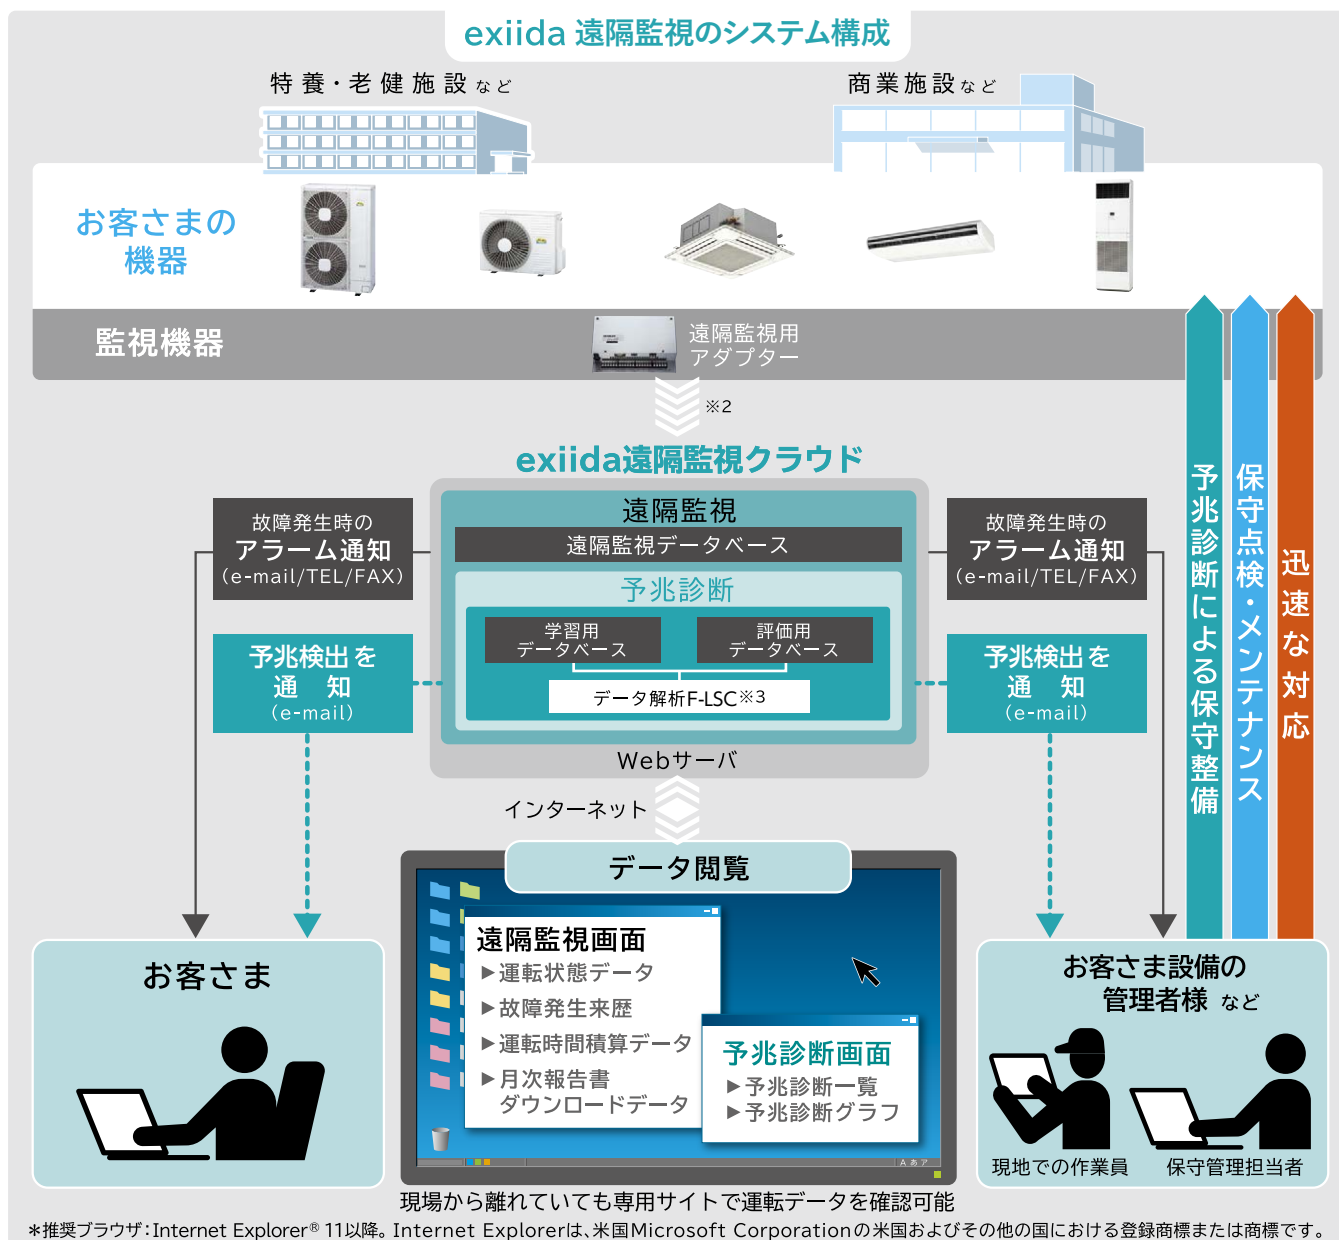 exiida 遠隔監視のシステム構成
特養・老健施設など
商業施設など
お客さまの
機器
監視機器
遠隔監視用
アダプター
※2
exiida遠隔監視クラウド
故障発生時の
アラーム通知
(e-mail/TEL/FAX)
予兆検出を
通知
(e-mail)
遠隔監視
遠隔監視データベース
予兆診断
学習用
データベース
評価用
データベース
データ解析F-LSC※3
Webサーバ
故障発生時の
アラーム通知
(e-mail/TEL/FAX)
予兆検出を
通知
(e-mail)
予兆診断による保守整備
保守点検・メンテナンス
迅速な対応
インターネット
データ閲覧
遠隔監視画面
▶運転状態データ
▶故障発生来歴
▶運転時間積算データ
▶月次報告書
ダウンロードデータ
予兆診断画面
▶予兆診断一覧
▶予兆診断グラフ
A あ ア
お客さま
お客さま設備の
管理者様 など
現地での作業員
保守管理担当者
現場から離れていても専用サイトで運転データを確認可能
＊推奨ブラウザ：Internet Explorer® 11以降。Internet Explorerは、米国Microsoft Corporationの米国およびその他の国における登録商標または商標です。